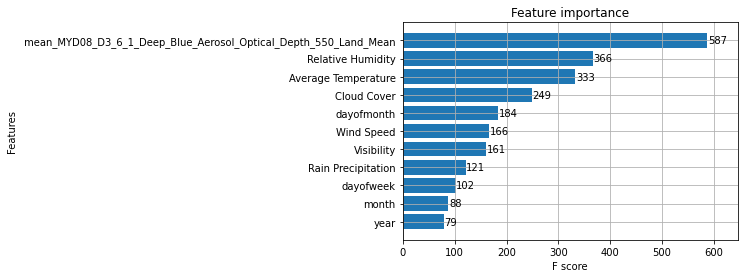 Feature importance
Features
mean_MYD08_D3_6_1_Deep_Blue_Aerosol_Optical_Depth_550_Land_Mean 587
Relative Humidity 366
Average Temperature 333
Cloud Cover 249
dayofmonth 184
Wind Speed 166
Visibility 161
Rain Precipitation 121
dayofweek 102
month 88
year 79
0 100 200 300 400 500 600
F score